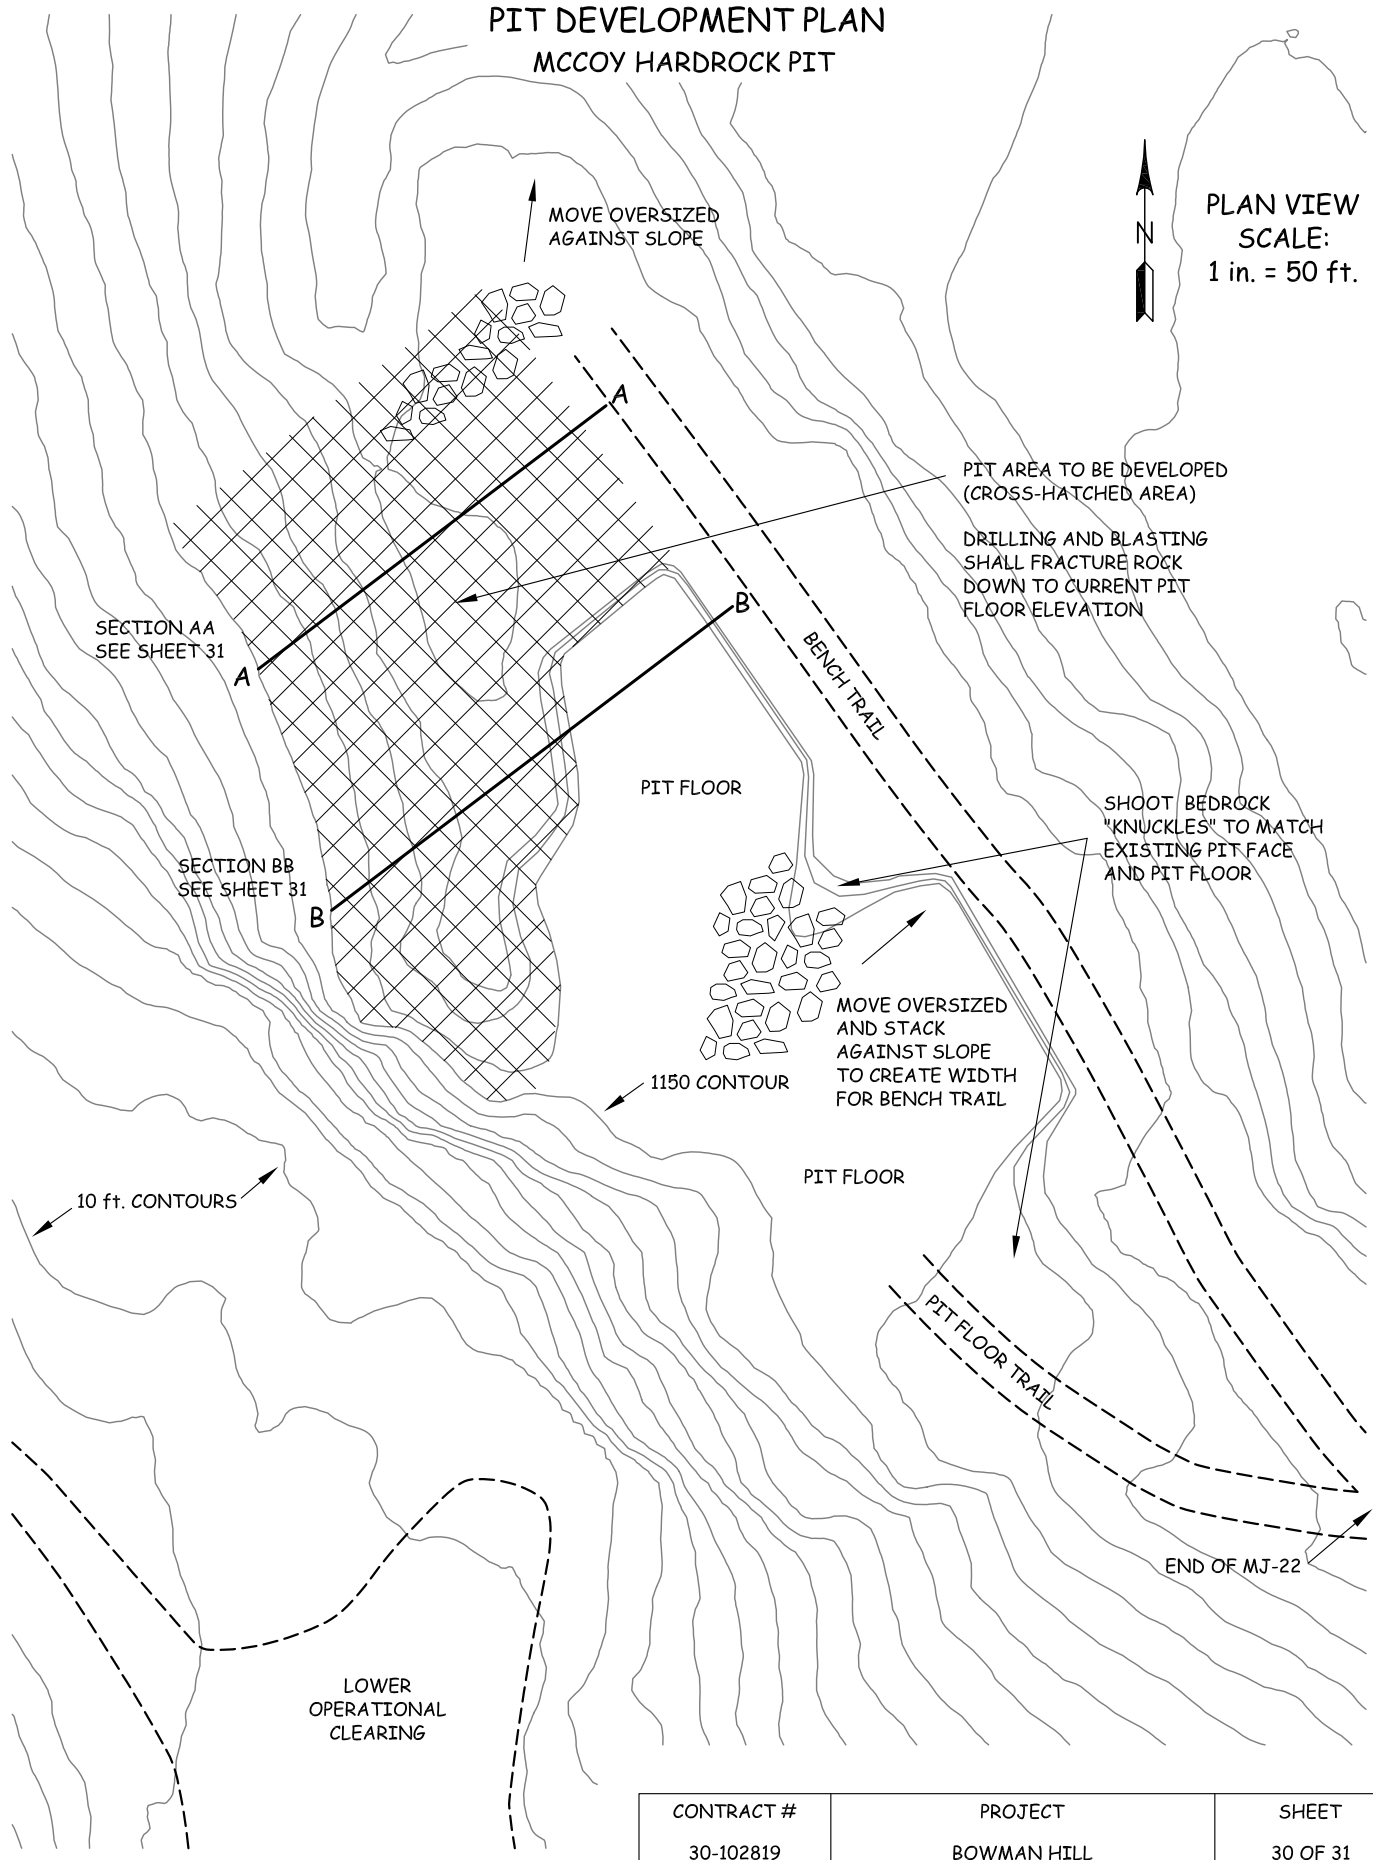 PIT DEVELOPMENT PLAN
MCCOY HARDROCK PIT
N
PLAN VIEW
SCALE:
1 in. = 50 ft.
MOVE OVERSIZED
AGAINST SLOPE
A
PIT AREA TO BE DEVELOPED
(CROSS-HATCHED AREA)
DRILLING AND BLASTING
SHALL FRACTURE ROCK
DOWN TO CURRENT PIT
FLOOR ELEVATION
B
SECTION AA
SEE SHEET 31
A
BENCH TRAIL
PIT FLOOR
SHOOT BEDROCK
"KNUCKLES" TO MATCH
EXISTING PIT FACE
AND PIT FLOOR
SECTION BB
SEE SHEET 31
B
MOVE OVERSIZED
AND STACK
AGAINST SLOPE
TO CREATE WIDTH
FOR BENCH TRAIL
1150 CONTOUR
PIT FLOOR
10 ft. CONTOURS
PIT FLOOR TRAIL
END OF MJ-22
LOWER
OPERATIONAL
CLEARING
CONTRACT # PROJECT SHEET
30-102819 BOWMAN HILL 30 OF 31